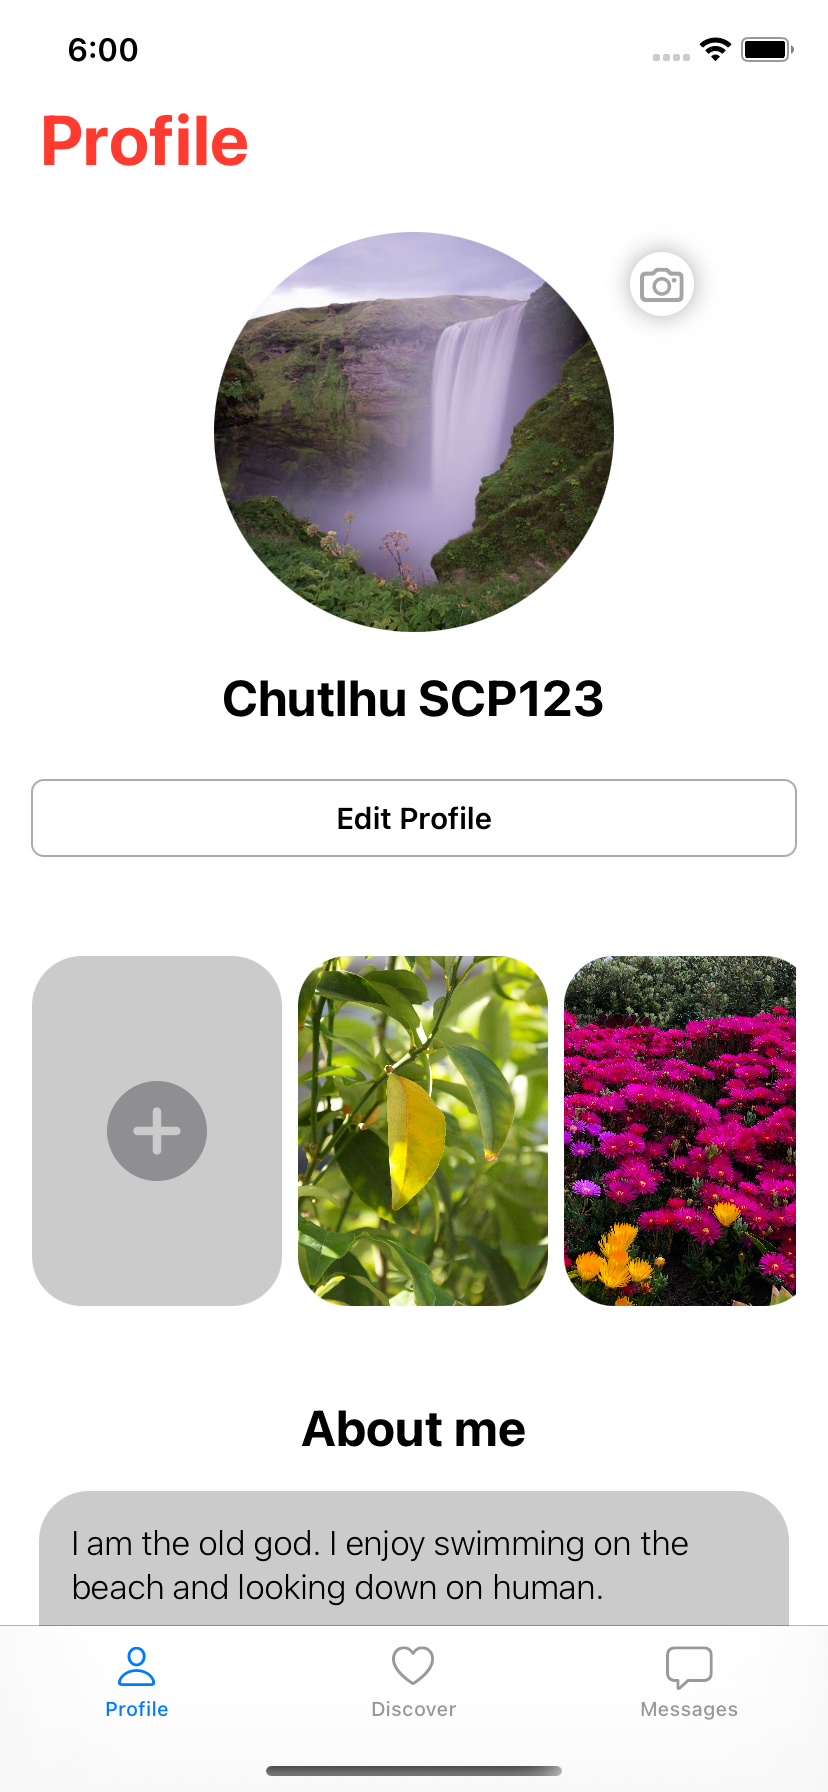 6:00
Profile
Chutlhu SCP123
Edit Profile
About me
I am the old god. I enjoy swimming on the
beach and looking down on human.
Profile
Discover
Messages